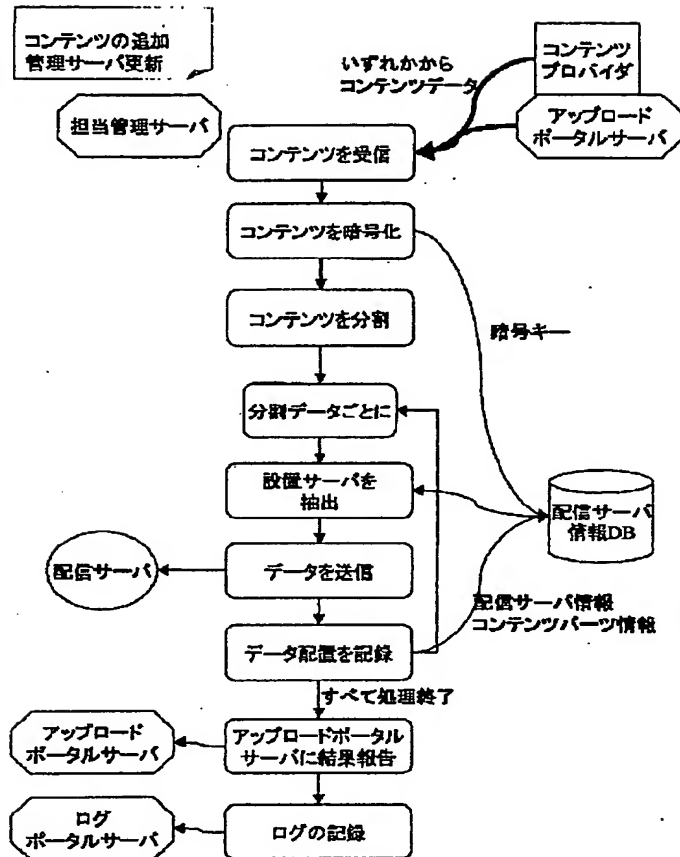 コンテンツの追加
管理サーバ更新
いずれかから
コンテンツデータ
コンテンツ
プロバイダ
担当管理サーバ
アップロード
ポータルサーバ
コンテンツを受信
コンテンツを暗号化
コンテンツを分割
暗号キー
分割データごとに
設置サーバを
抽出
配信サーバ
情報DB
配信サーバ
データを送信
配信サーバ情報
コンテンツパーツ情報
データ配置を記録
すべて処理終了
アップロード
ポータルサーバ
アップロードポータル
サーバに結果報告
ログ
ポータルサーバ
ログの記録